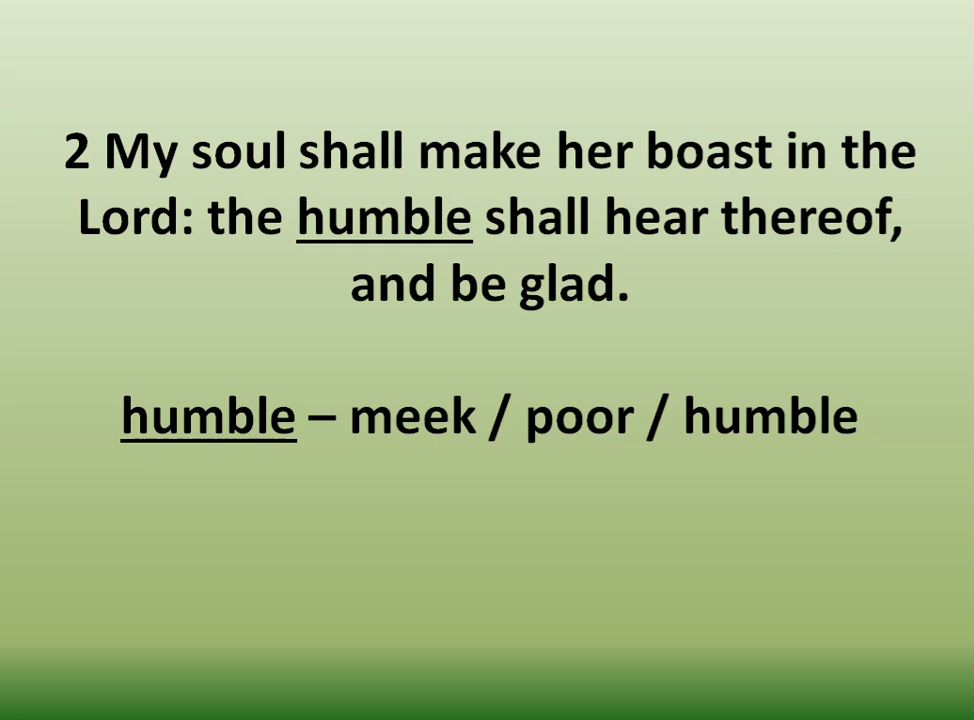 2 My soul shall make her boast in the
Lord: the humble shall hear thereof,
and be glad.
humble – meek / poor / humble